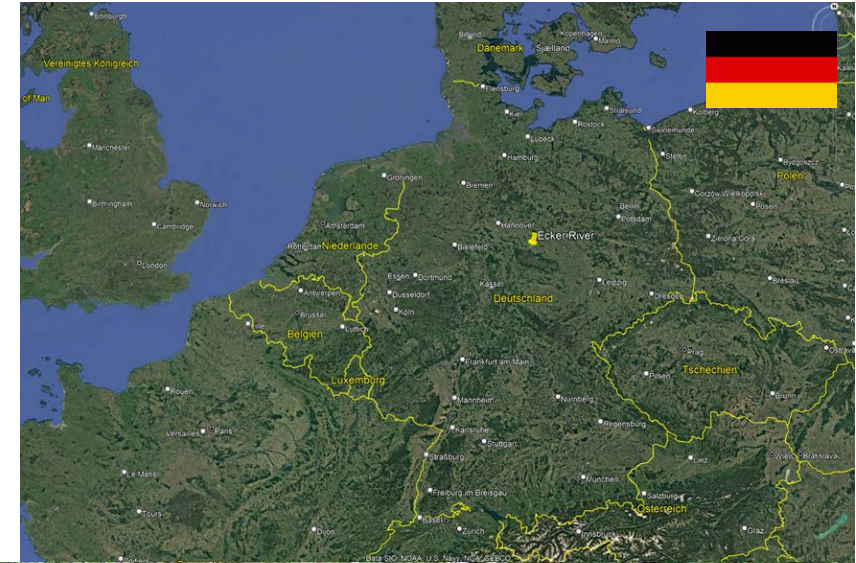 Edinburgh
Billund
Kopenhagen
Malmö
Dänemark
Sjælland
Vereinigtes Königreich
of Man
Flensburg
Kiel
Stralsund
Rostock
Kolberg
Swinemünde
Lübeck
Manchester
Hamburg
Stettin
Bydgoszcz
Groningen
Polen
Bremen
Gorzów Wielkopolski
Birmingham
Norwich
Berlin
Posen
Potsdam
Cambridge
Amsterdam
Hannover
Ecker River
Zielona Góra
Rotterdam
Niederlande
Bielefeld
London
Essen
Dortmund
Kassel
Leipzig
Breslau
Antwerpen
Düsseldorf
Deutschland
Dresden
Brüssel
Köln
Lille
Belgien
Lüttich
Prag
Ostrava
Frankfurt am Main
Tschechien
Pilsen
Luxemburg
Rouen
Mannheim
Nürnberg
Brünn
Regensburg
Versailles
Paris
Karlsruhe
Stuttgart
Straßburg
Linz
Wien
Bratislava
Le Mans
München
Freiburg im Breisgau
Salzburg
Österreich
Tours
Basel
Dijon
Zürich
Innsbruck
Graz
Data SIO, NOAA, U.S. Navy, NGA, GEBCO
N